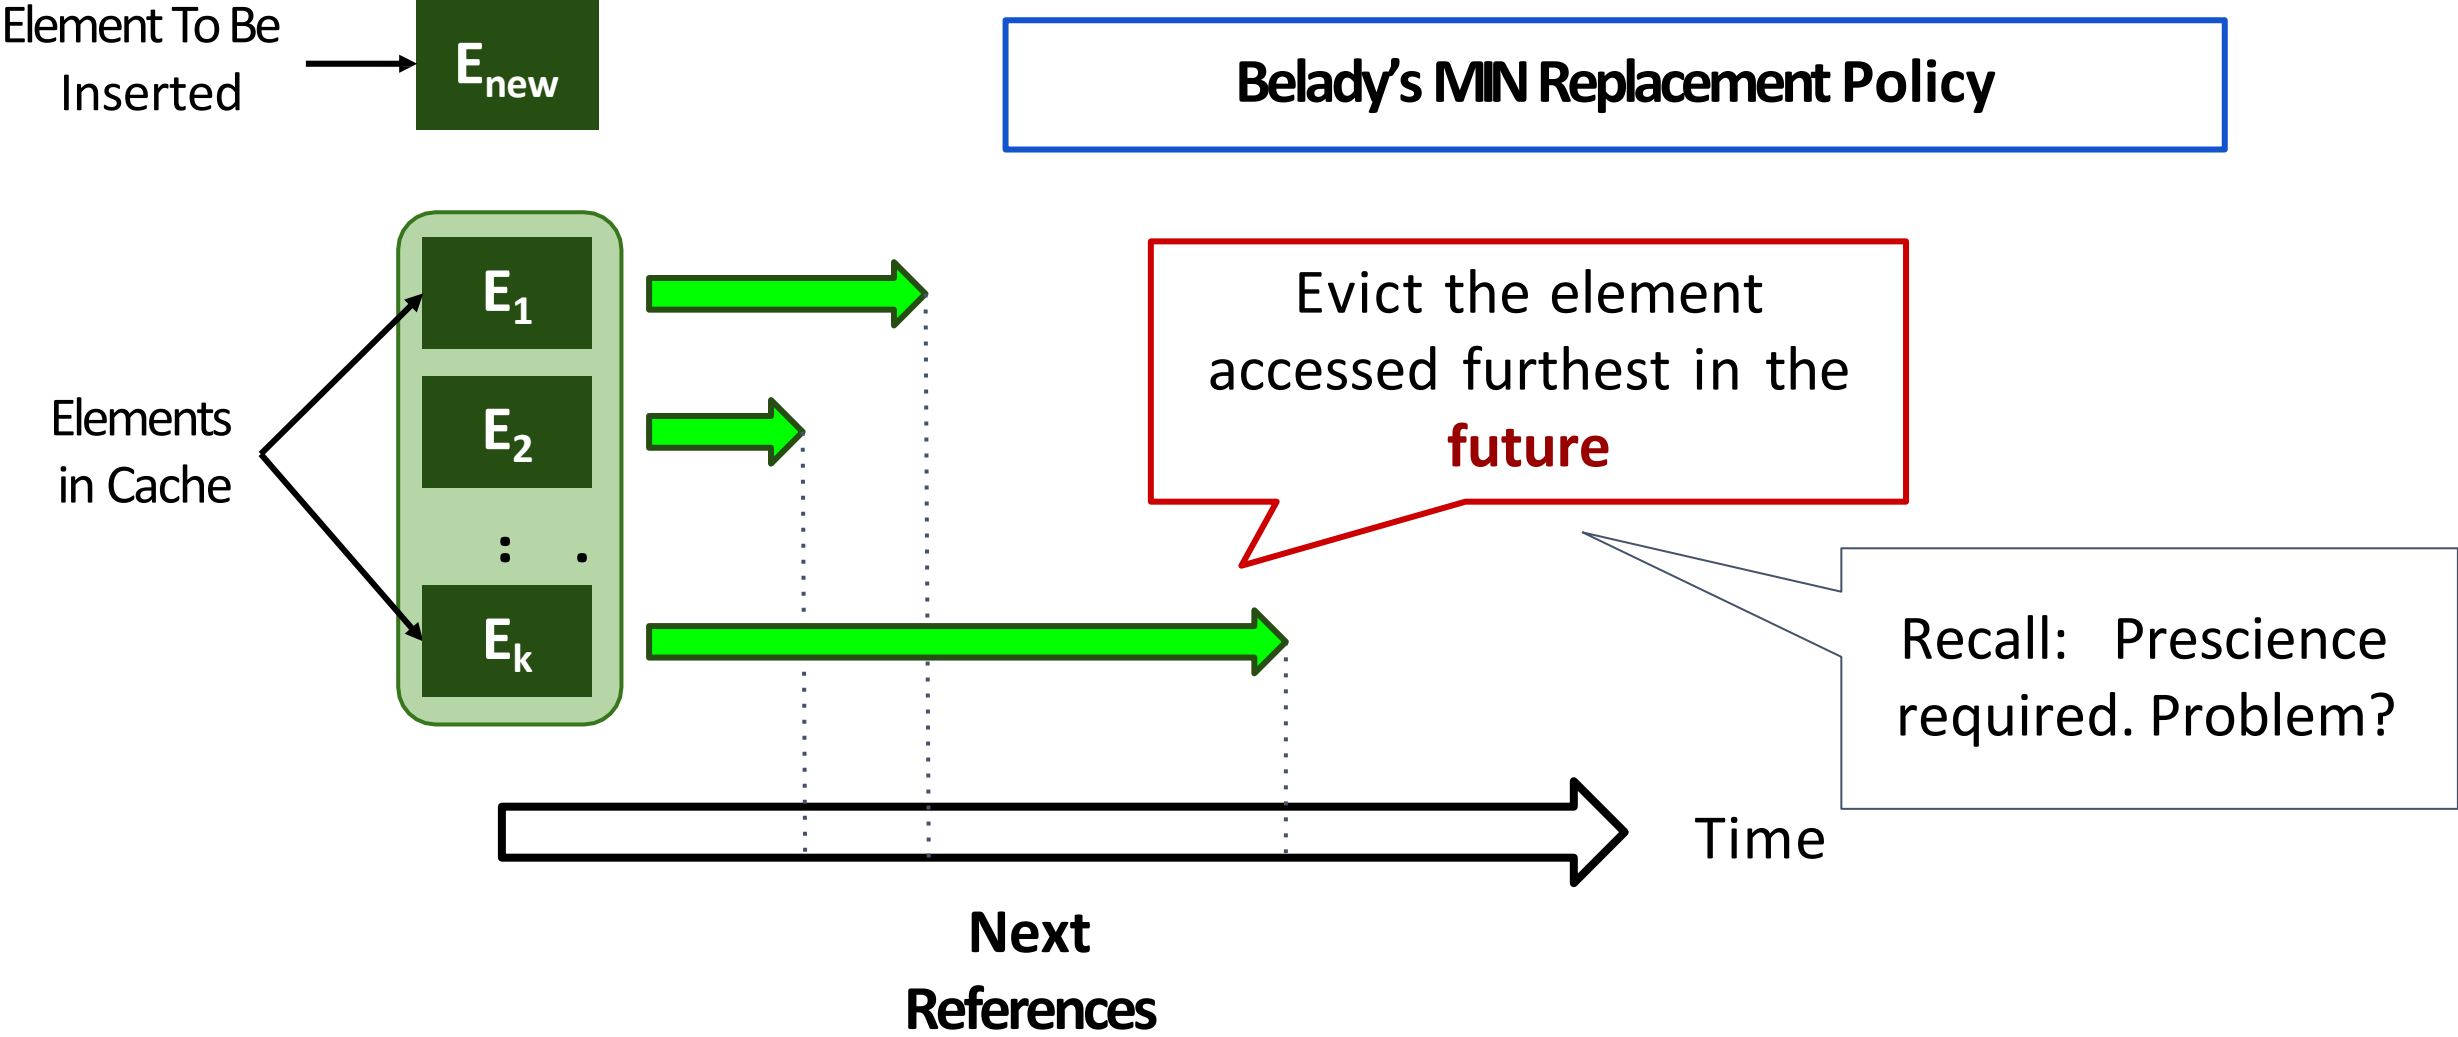 Element To Be
Inserted
Enew
Belady’s MIN Replacement Policy
E1
E2
: .
Ek
Elements
in Cache
Evict the element
accessed furthest in the
future
Recall: Prescience
required. Problem?
Time
Next
References